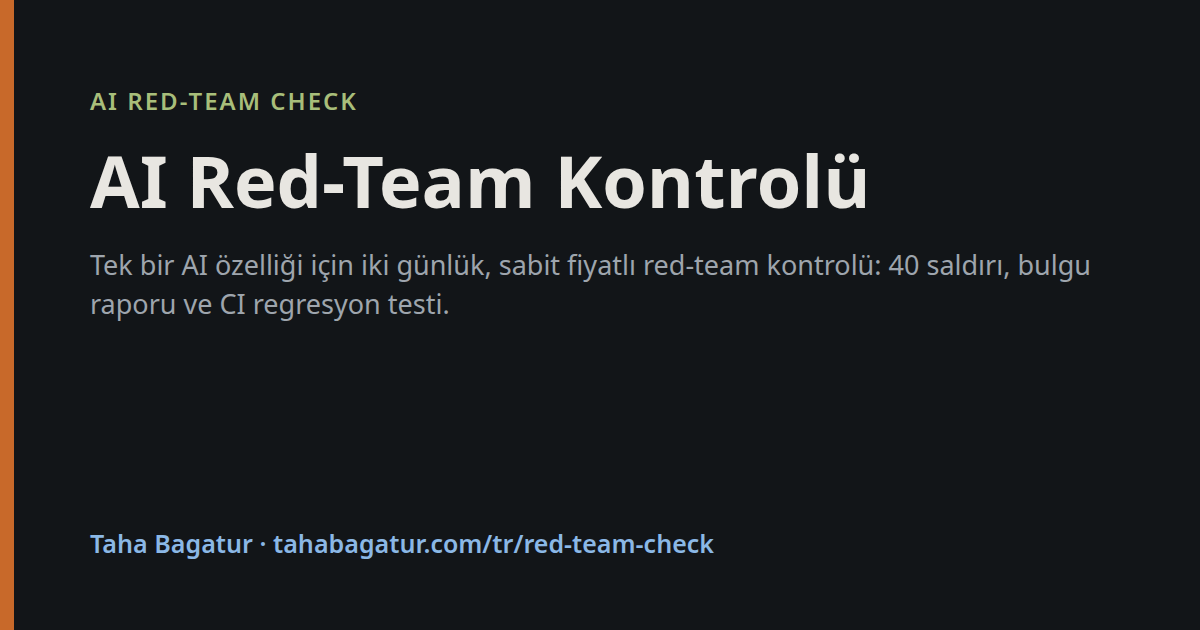 AI RED-TEAM CHECK
AI Red-Team Kontrolü
Tek bir AI özelliği için iki günlük, sabit fiyatlı red-team kontrolü: 40 saldırı, bulgu
raporu ve CI regresyon testi.
Taha Bagatur · tahabagatur.com/tr/red-team-check